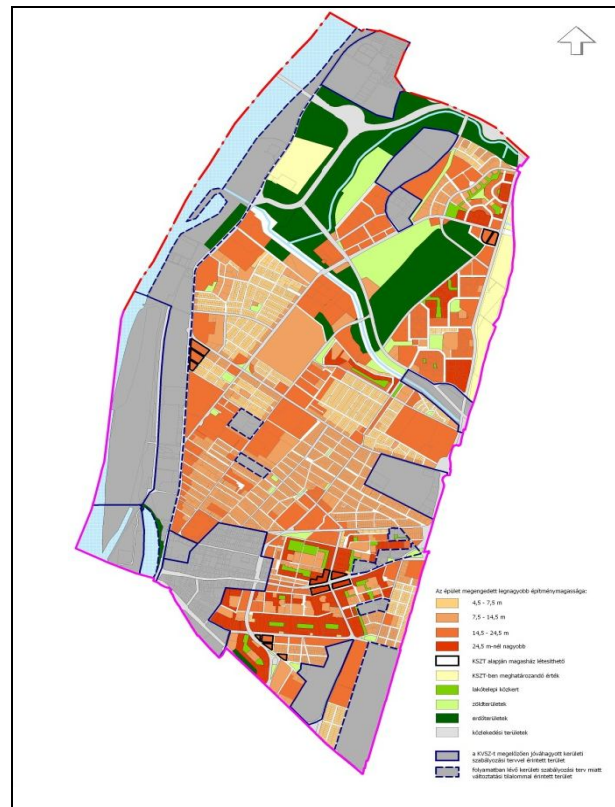 Az épület megengedett legnagyobb építménymagassága:
4,5 - 7,5 m
7,5 - 14,5 m
14,5 - 24,5 m
24,5 m-nél nagyobb
KSZT alapján magasház létesíthető
KSZT-ben meghatározandó érték
lakótelepi közkert
zöldterületek
erdőterületek
közlekedési területek
a KVSZ-t megelőzően jóváhagyott kerületi
szabályozási tervvel érintett terület
folyamatban lévő kerületi szabályozási terv miatt
változtatási tilalommal érintett terület